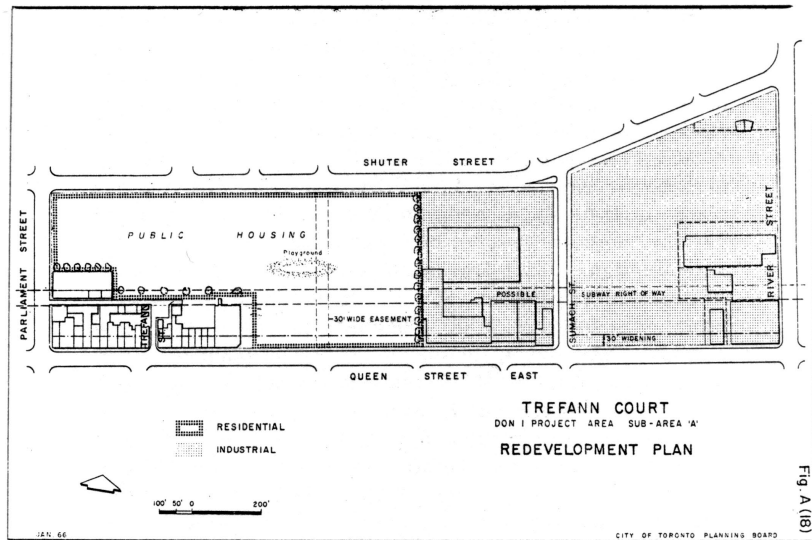 SHUTER STREET
PARLIAMENT STREET
PUBLIC HOUSING
Playground
TREFANN
ST.
30' WIDE EASEMENT
POSSIBLE
SUBWAY RIGHT OF WAY
SUMACH ST.
30' WIDENING
RIVER STREET
QUEEN STREET EAST
RESIDENTIAL
INDUSTRIAL
TREFANN COURT
DON 1 PROJECT AREA SUB-AREA 'A'
REDEVELOPMENT PLAN
100' 50' 0 200'
JAN. 66
CITY OF TORONTO PLANNING BOARD
Fig. A (18)